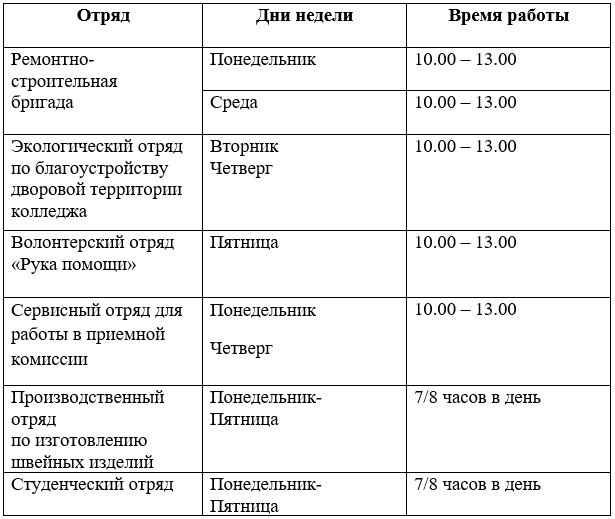 Отряд Дни недели Время работы
Ремонтно- Понедельник 10.00 – 13.00
строительная
бригада Среда 10.00 – 13.00
Экологический отряд Вторник 10.00 – 13.00
по благоустройству Четверг
дворовой территории
колледжа
Волонтерский отряд Пятница 10.00 – 13.00
«Рука помощи»
Сервисный отряд для Понедельник 10.00 – 13.00
работы в приемной Четверг
комиссии
Производственный Понедельник- 7/8 часов в день
отряд Пятница
по изготовлению
швейных изделий
Студенческий отряд Понедельник- 7/8 часов в день
Пятница